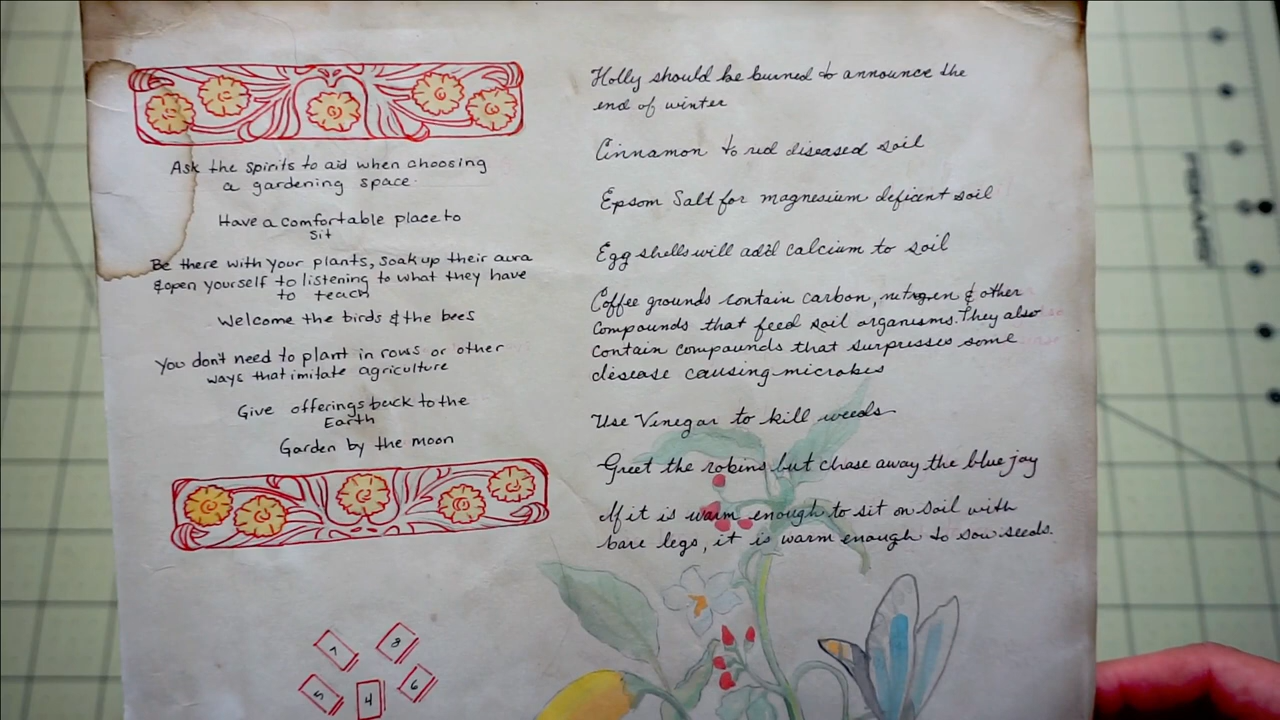 Ask the spirits to aid when choosing
a gardening space.
Have a comfortable place to
sit
Be there with your plants, soak up their aura
& open yourself to listening to what they have
to teach
Welcome the birds & the bees
You don't need to plant in rows or other
ways that imitate agriculture
Give offerings back to the
Earth
Garden by the moon
7 8
5 4 6
Holly should be burned to announce the
end of winter
Cinnamon to rid diseased soil
Epsom Salt for magnesium deficent soil
Egg shells will add calcium to soil
Coffee grounds contain carbon, nitrogen & other
compounds that feed soil organisms. They also
contain compounds that surpresses some
disease causing microbes
Use Vinegar to kill weeds
Greet the robins but chase away the blue jay
If it is warm enough to sit on soil with
bare legs, it is warm enough to sow seeds.